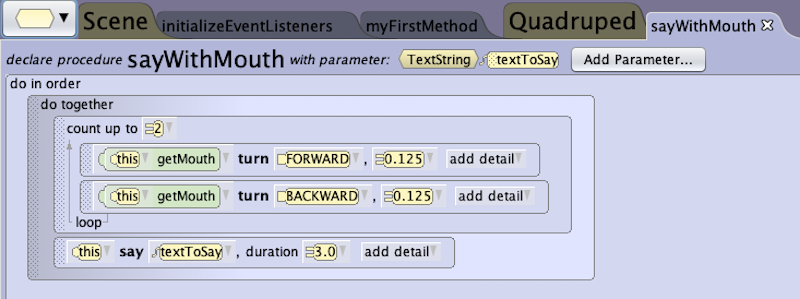 Scene initializeEventListeners myFirstMethod Quadruped sayWithMouth
declare procedure sayWithMouth with parameter: TextString textToSay Add Parameter...
do in order
do together
count up to 2
this getMouth turn FORWARD , 0.125 add detail
this getMouth turn BACKWARD , 0.125 add detail
loop
this say textToSay , duration 3.0 add detail